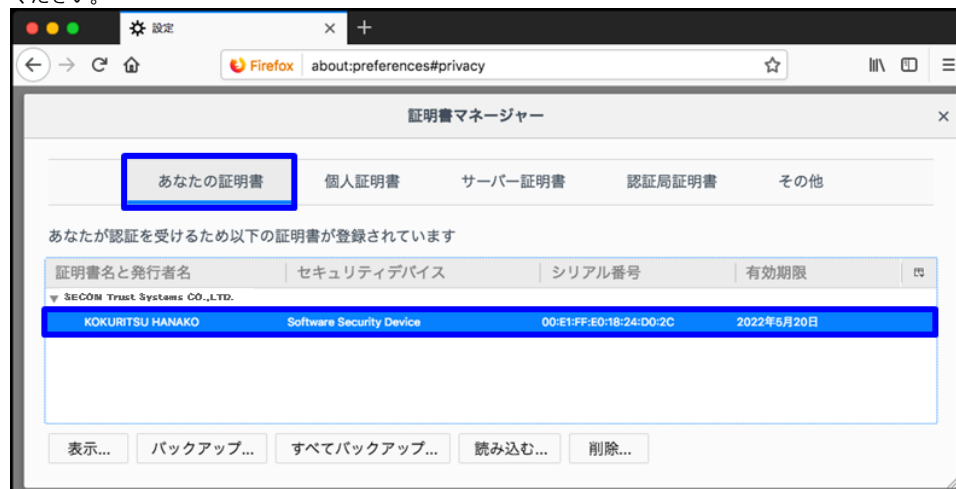 ください。
設定
Firefox about:preferences#privacy
証明書マネージャー
あなたの証明書 個人証明書 サーバー証明書 認証局証明書 その他
あなたが認証を受けるため以下の証明書が登録されています
証明書名と発行者名 セキュリティデバイス シリアル番号 有効期限
SECOM Trust Systems CO.,LTD.
KOKURITSU HANAKO Software Security Device 00:E1:FF:E0:18:24:D0:2C 2022年5月20日
表示... バックアップ... すべてバックアップ... 読み込む... 削除...